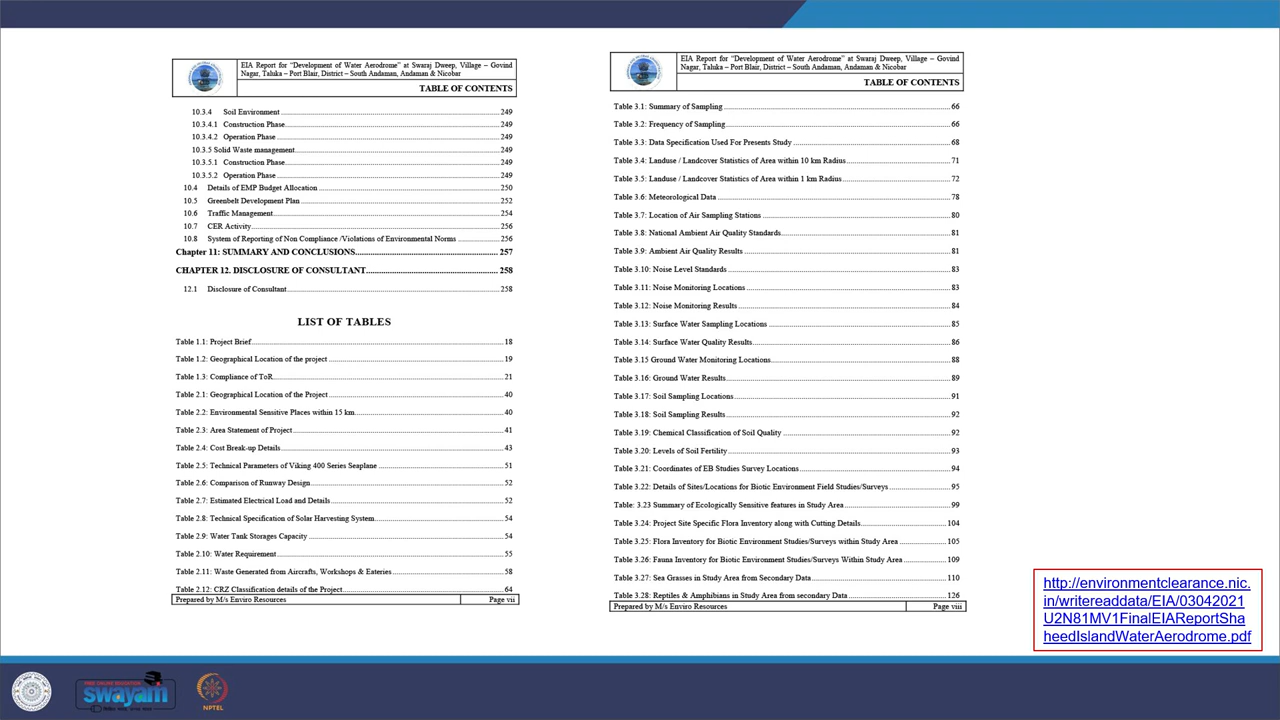 EIA Report for "Development of Water Aerodrome" at Swaraj Dweep, Village – Govind
Nagar, Taluka – Port Blair, District – South Andaman, Andaman & Nicobar
TABLE OF CONTENTS
10.3.4 Soil Environment 249
10.3.4.1 Construction Phase 249
10.3.4.2 Operation Phase 249
10.3.5 Solid Waste management 249
10.3.5.1 Construction Phase 249
10.3.5.2 Operation Phase 249
10.4 Details of EMP Budget Allocation 250
10.5 Greenbelt Development Plan 252
10.6 Traffic Management 254
10.7 CER Activity 256
10.8 System of Reporting of Non Compliance /Violations of Environmental Norms 256
Chapter 11: SUMMARY AND CONCLUSIONS 257
CHAPTER 12. DISCLOSURE OF CONSULTANT 258
12.1 Disclosure of Consultant 258
LIST OF TABLES
Table 1.1: Project Brief 18
Table 1.2: Geographical Location of the project 19
Table 1.3: Compliance of ToR 21
Table 2.1: Geographical Location of the Project 40
Table 2.2: Environmental Sensitive Places within 15 km 40
Table 2.3: Area Statement of Project 41
Table 2.4: Cost Break-up Details 43
Table 2.5: Technical Parameters of Viking 400 Series Seaplane 51
Table 2.6: Comparison of Runway Design 52
Table 2.7: Estimated Electrical Load and Details 52
Table 2.8: Technical Specification of Solar Harvesting System 54
Table 2.9: Water Tank Storages Capacity 54
Table 2.10: Water Requirement 55
Table 2.11: Waste Generated from Aircrafts, Workshops & Eateries 58
Table 2.12: CRZ Classification details of the Project 64
Prepared by M/s Enviro Resources Page vii
EIA Report for "Development of Water Aerodrome" at Swaraj Dweep, Village – Govind
Nagar, Taluka – Port Blair, District – South Andaman, Andaman & Nicobar
TABLE OF CONTENTS
Table 3.1: Summary of Sampling 66
Table 3.2: Frequency of Sampling 66
Table 3.3: Data Specification Used For Presents Study 68
Table 3.4: Landuse / Landcover Statistics of Area within 10 km Radius 71
Table 3.5: Landuse / Landcover Statistics of Area within 1 km Radius 72
Table 3.6: Meteorological Data 78
Table 3.7: Location of Air Sampling Stations 80
Table 3.8: National Ambient Air Quality Standards 81
Table 3.9: Ambient Air Quality Results 81
Table 3.10: Noise Level Standards 83
Table 3.11: Noise Monitoring Locations 83
Table 3.12: Noise Monitoring Results 84
Table 3.13: Surface Water Sampling Locations 85
Table 3.14: Surface Water Quality Results 86
Table 3.15 Ground Water Monitoring Locations 88
Table 3.16: Ground Water Results 89
Table 3.17: Soil Sampling Locations 91
Table 3.18: Soil Sampling Results 92
Table 3.19: Chemical Classification of Soil Quality 92
Table 3.20: Levels of Soil Fertility 93
Table 3.21: Coordinates of EB Studies Survey Locations 94
Table 3.22: Details of Sites/Locations for Biotic Environment Field Studies/Surveys 95
Table: 3.23 Summary of Ecologically Sensitive features in Study Area 99
Table 3.24: Project Site Specific Flora Inventory along with Cutting Details 104
Table 3.25: Flora Inventory for Biotic Environment Studies/Surveys within Study Area 105
Table 3.26: Fauna Inventory for Biotic Environment Studies/Surveys Within Study Area 109
Table 3.27: Sea Grasses in Study Area from Secondary Data 110
Table 3.28: Reptiles & Amphibians in Study Area from secondary Data 126
Prepared by M/s Enviro Resources Page viii
http://environmentclearance.nic.
in/writereaddata/EIA/03042021
U2N81MV1FinalEIAReportSha
heedIslandWaterAerodrome.pdf
swayam
NPTEL